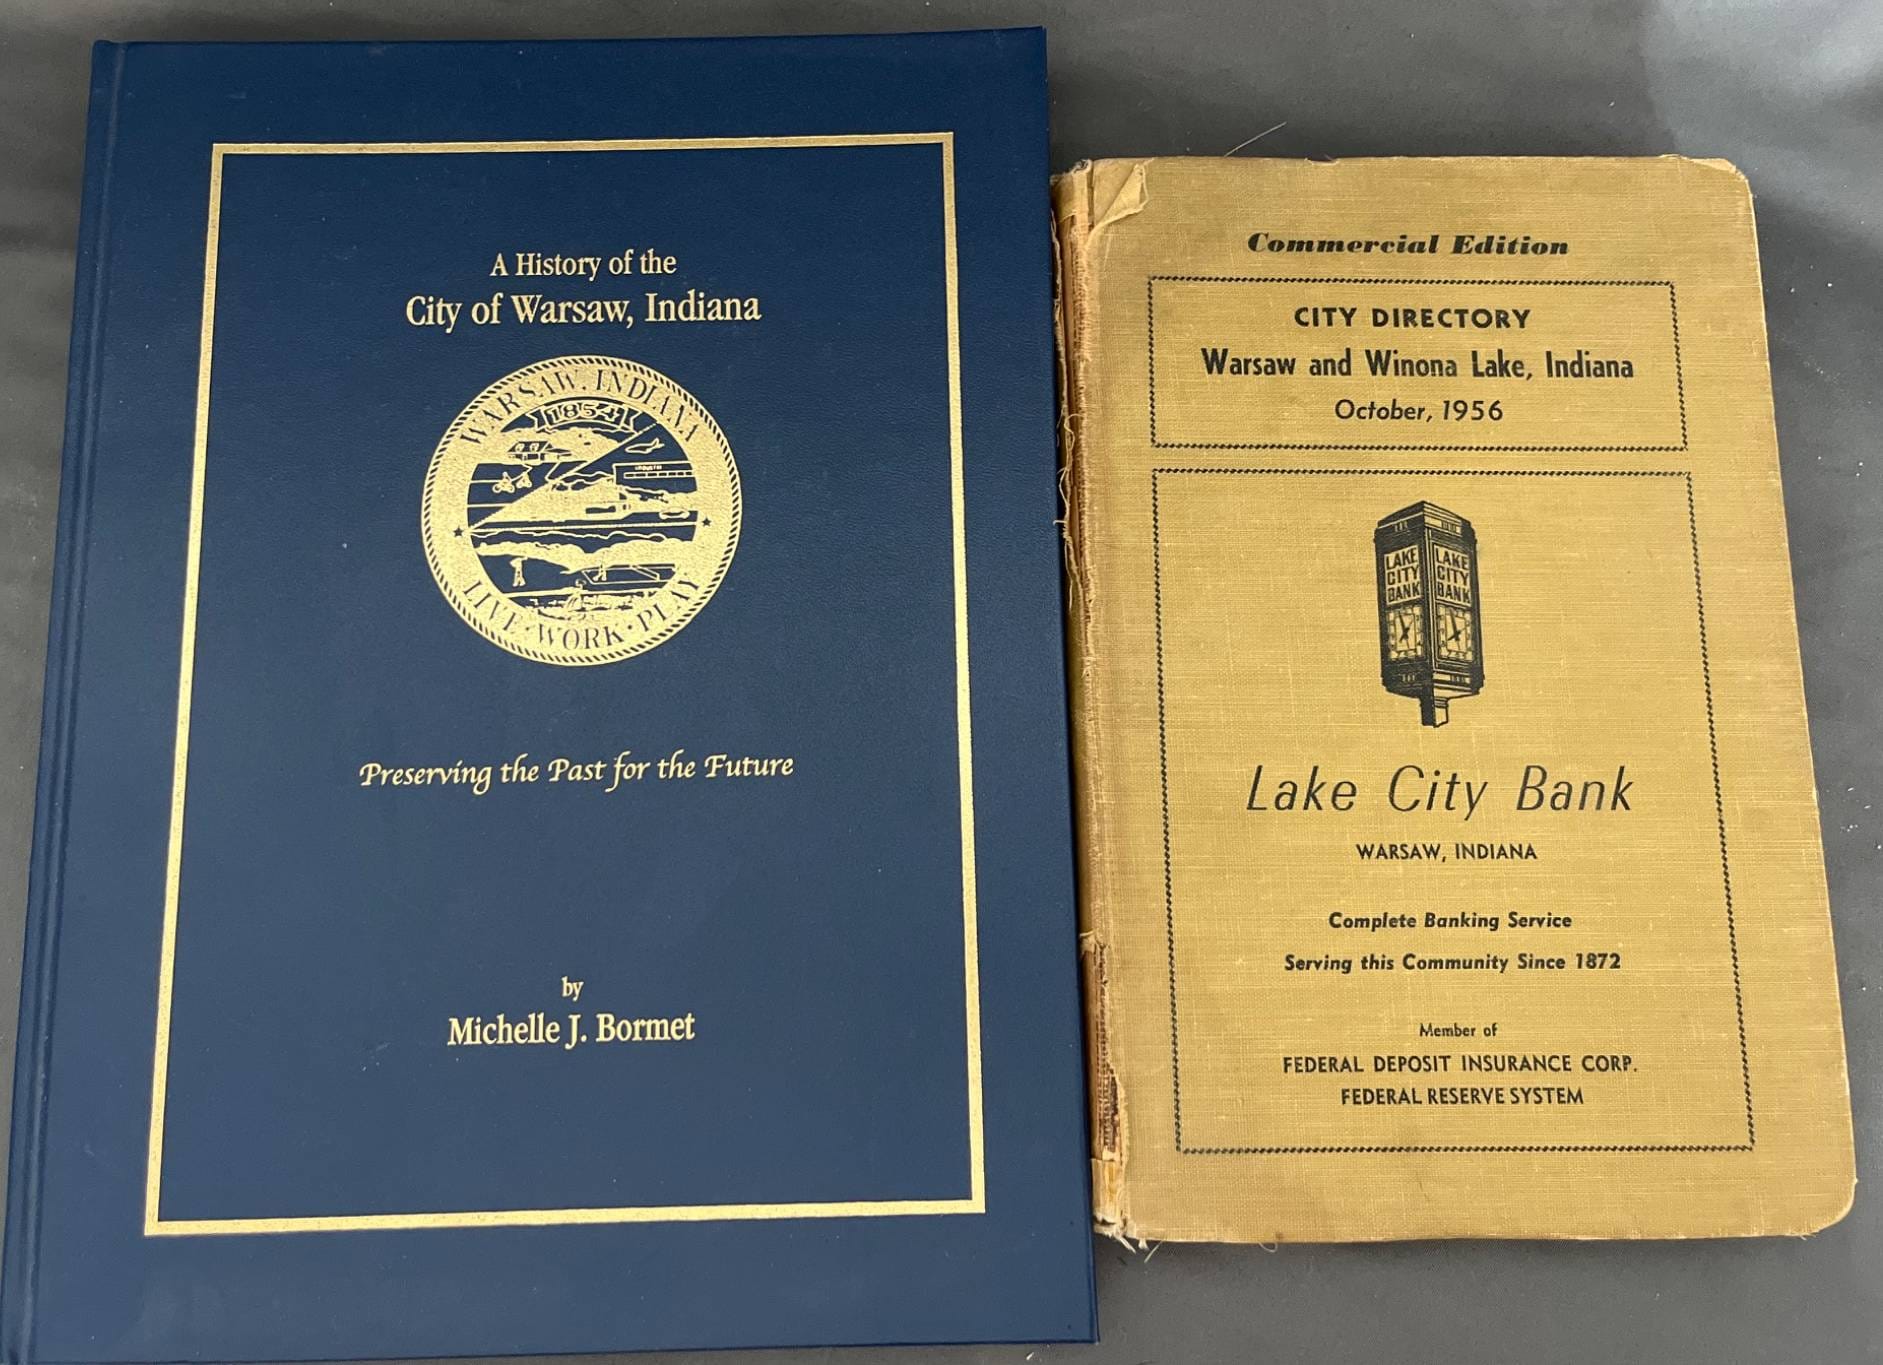 A History of the
City of Warsaw, Indiana
WARSAW, INDIANA
1854
LIVE · WORK · PLAY
Preserving the Past for the Future
by
Michelle J. Bormet
Commercial Edition
CITY DIRECTORY
Warsaw and Winona Lake, Indiana
October, 1956
LAKE CITY BANK
LAKE CITY BANK
Lake City Bank
WARSAW, INDIANA
Complete Banking Service
Serving this Community Since 1872
Member of
FEDERAL DEPOSIT INSURANCE CORP.
FEDERAL RESERVE SYSTEM